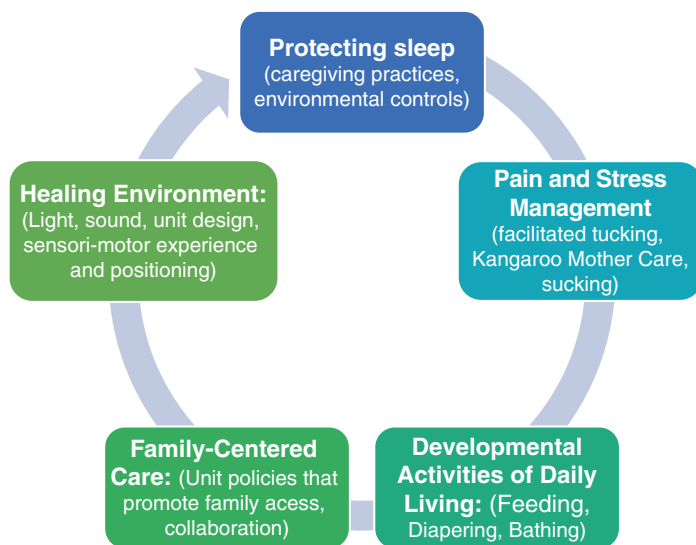 Protecting sleep
(caregiving practices,
environmental controls)
Pain and Stress
Management
(facilitated tucking,
Kangaroo Mother Care,
sucking)
Developmental
Activities of Daily
Living: (Feeding,
Diapering, Bathing)
Family-Centered
Care: (Unit policies that
promote family acess,
collaboration)
Healing Environment:
(Light, sound, unit design,
sensori-motor experience
and positioning)